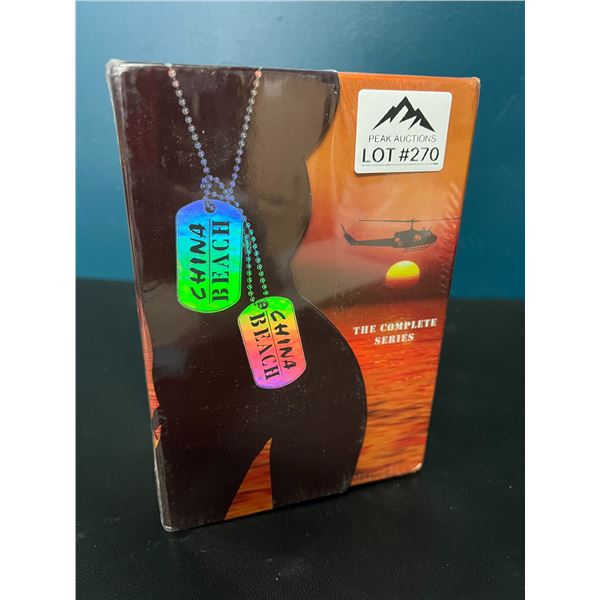 PEAK AUCTIONS
LOT #270
CHINA
BEACH
CHINA
BEACH
THE COMPLETE
SERIES